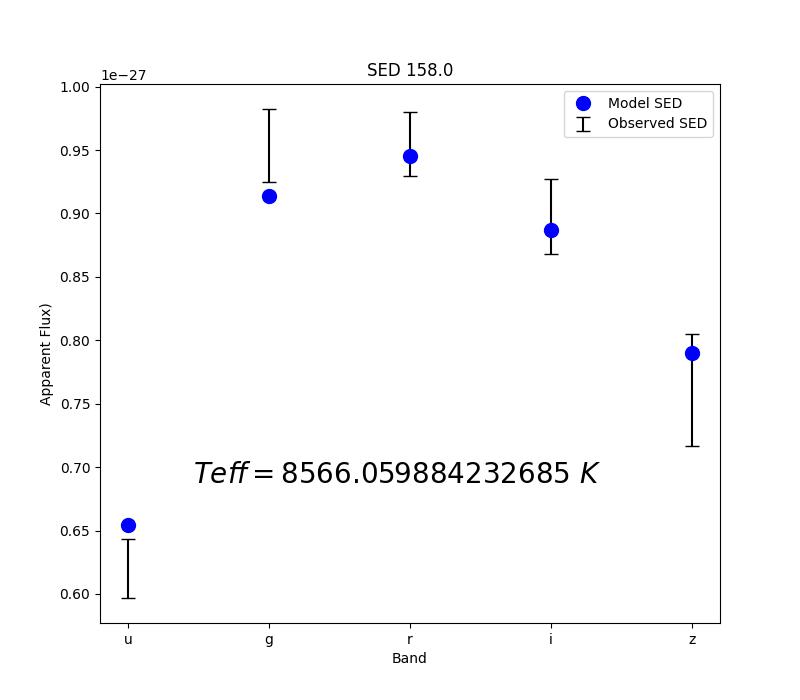 SED 158.0
1e−27
1.00
0.95
0.90
0.85
0.80
0.75
0.70
0.65
0.60
Apparent Flux)
Model SED
Observed SED
Teff = 8566.059884232685 K
u g r i z
Band